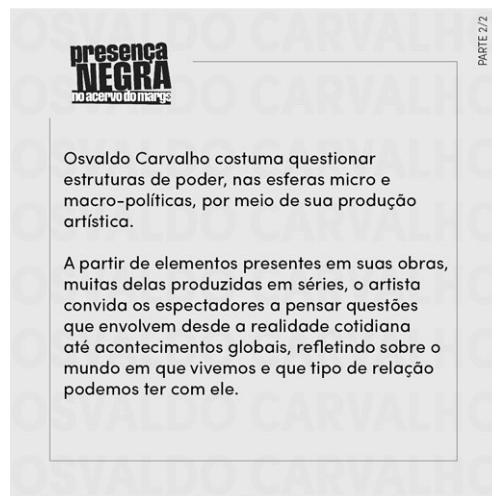 PARTE 2/2
presença
NEGRA
no acervo do margs
Osvaldo Carvalho costuma questionar
estruturas de poder, nas esferas micro e
macro-políticas, por meio de sua produção
artística.
A partir de elementos presentes em suas obras,
muitas delas produzidas em séries, o artista
convida os espectadores a pensar questões
que envolvem desde a realidade cotidiana
até acontecimentos globais, refletindo sobre o
mundo em que vivemos e que tipo de relação
podemos ter com ele.
OSVALDO CARVALHO